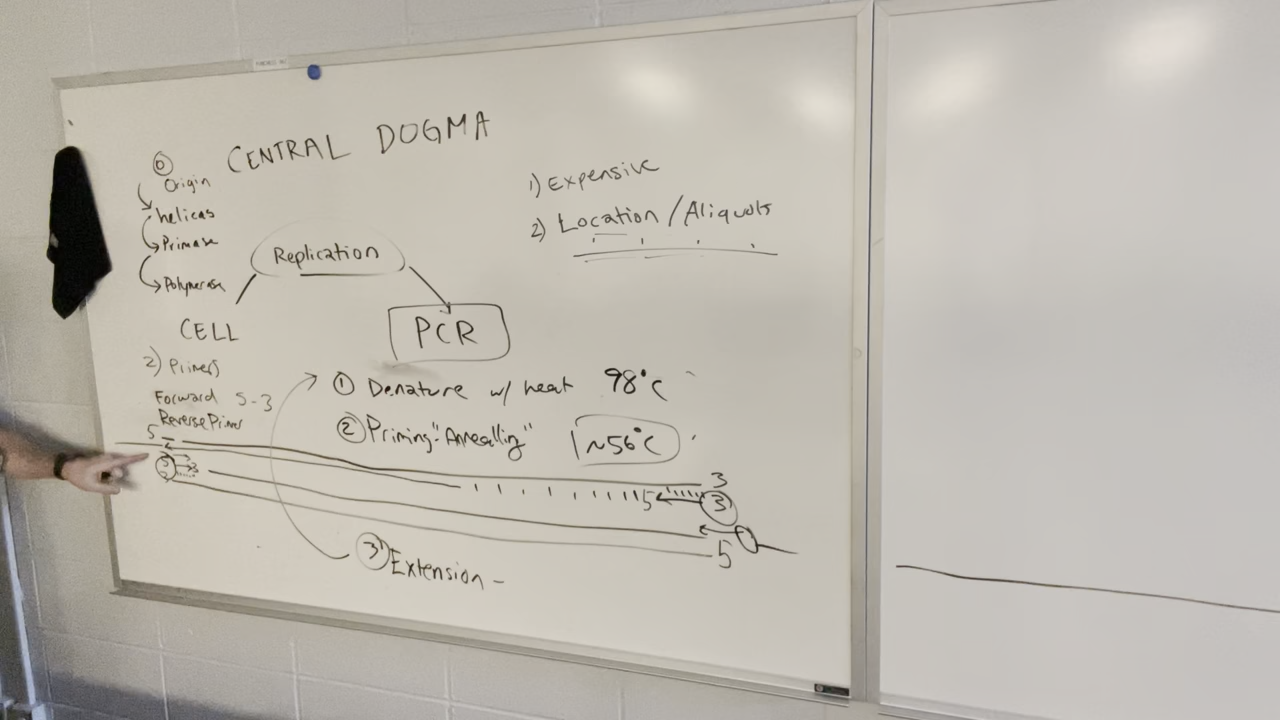 CENTRAL DOGMA
0
Origin
helicas
Primase
Polymerase
Replication
CELL
PCR
1) Expensive
2) Location / Aliquots
2) Primers
Forward 5-3
Reverse Primer
① Denature w/ heat 98°C
② Priming "Annealling" ~56°C
5
3
5
3
3
5
3) Extension -